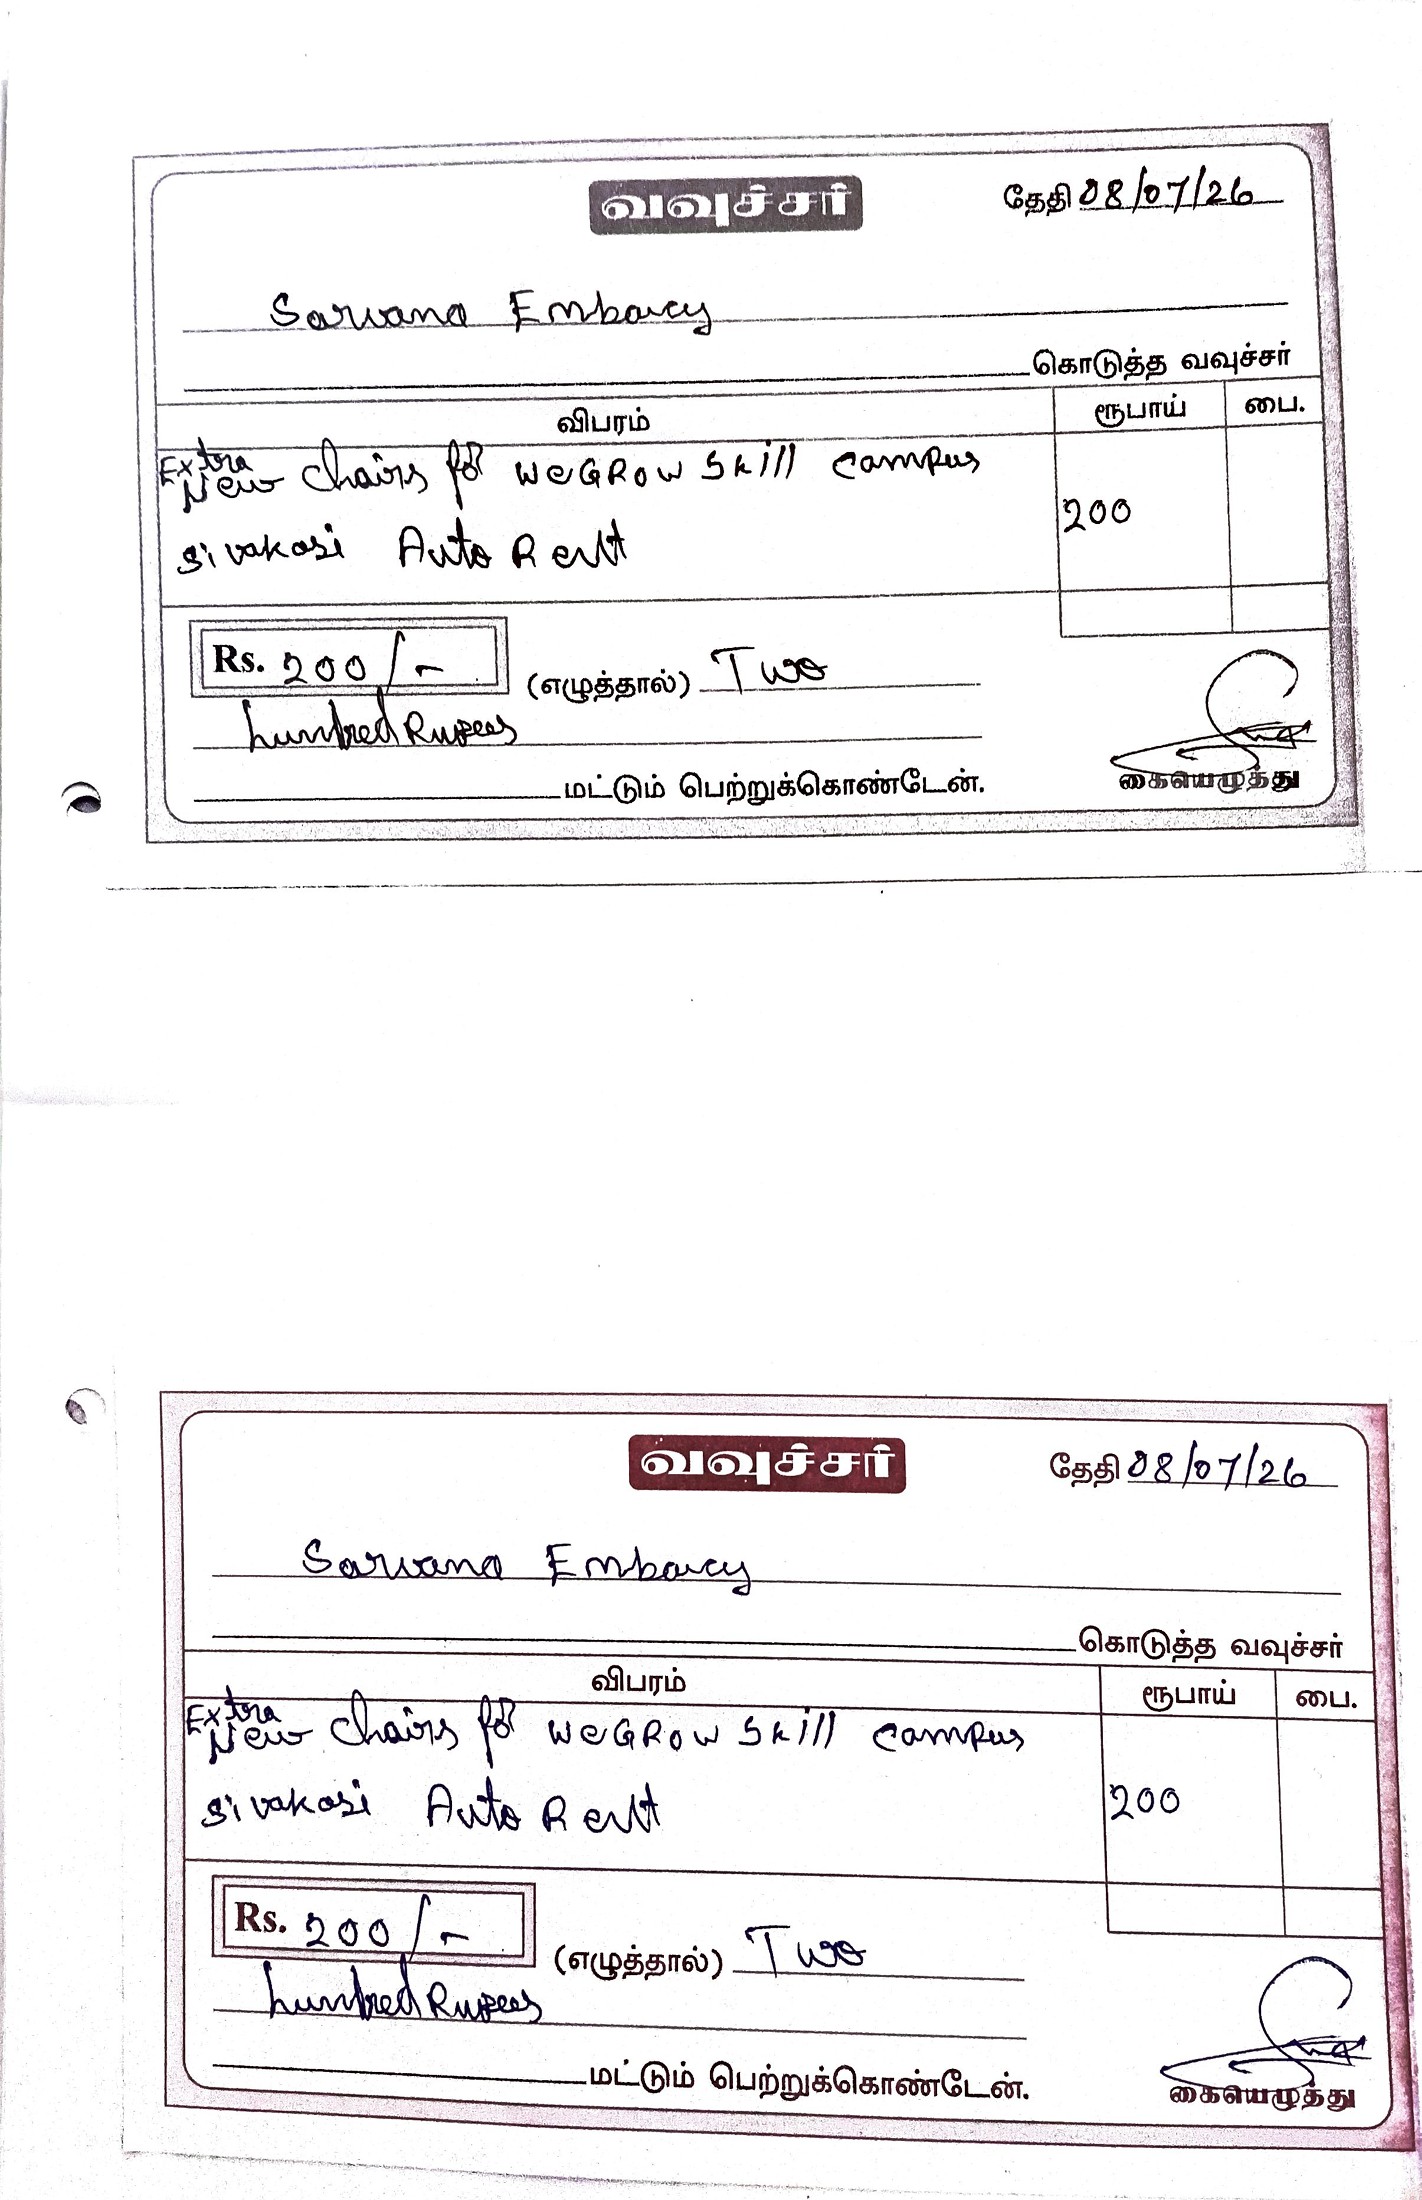 வவுச்சர்
தேதி 08/07/26
Sarvana Embacy
கொடுத்த வவுச்சர்
விபரம் ரூபாய் பை.
Extra
New Chairs for WeGROW Skill campus
sivakasi Auto Rent 200
Rs. 200/- (எழுத்தால்) Two
hundred Rupees
மட்டும் பெற்றுக்கொண்டேன்.
கையெழுத்து
வவுச்சர்
தேதி 08/07/26
Sarvana Embacy
கொடுத்த வவுச்சர்
விபரம் ரூபாய் பை.
Extra
New Chairs for WeGROW Skill campus
sivakasi Auto Rent 200
Rs. 200/- (எழுத்தால்) Two
hundred Rupees
மட்டும் பெற்றுக்கொண்டேன்.
கையெழுத்து